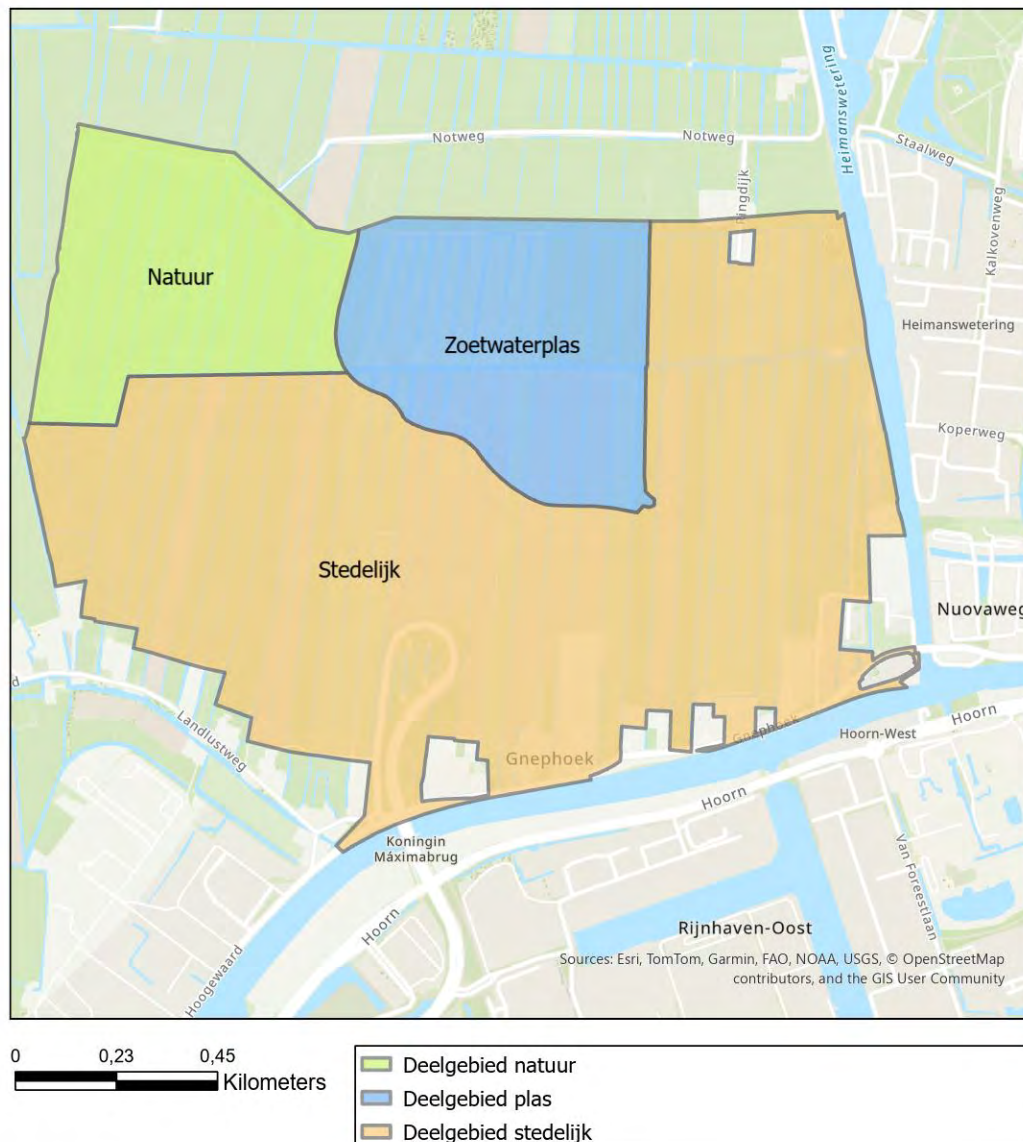 Heimanswetering
Notweg
Notweg
Staalweg
Ringdijk
Kalkovenweg
Natuur
Heimanswetering
Zoetwaterplas
Koperweg
Stedelijk
Nuovaweg
d
Landlustweg
Gnephoek
Gnephoek
Hoorn-West
Hoorn
Hoorn
Koningin
Máximabrug
Van Foreestlaan
Hoorn
Rijnhaven-Oost
Hoogewaard
Sources: Esri, TomTom, Garmin, FAO, NOAA, USGS, © OpenStreetMap
contributors, and the GIS User Community
0 0,23 0,45
Kilometers
Deelgebied natuur
Deelgebied plas
Deelgebied stedelijk